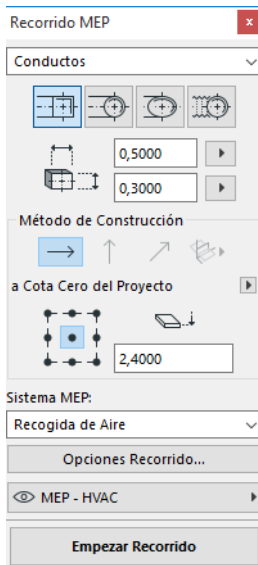 Recorrido MEP
Conductos
0,5000
0,3000
Método de Construcción
a Cota Cero del Proyecto
2,4000
Sistema MEP:
Recogida de Aire
Opciones Recorrido...
MEP - HVAC
Empezar Recorrido